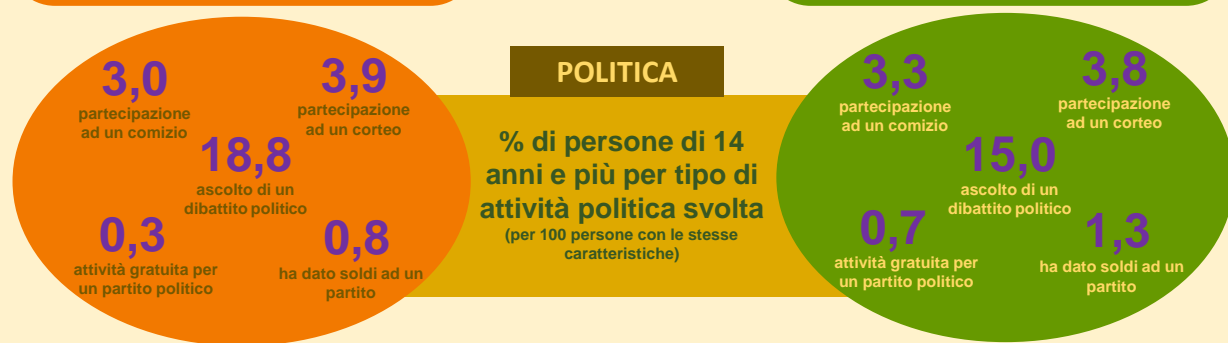 3,0
partecipazione
ad un comizio
3,9
partecipazione
ad un corteo
18,8
ascolto di un
dibattito politico
0,3
attività gratuita per
un partito politico
0,8
ha dato soldi ad un
partito
POLITICA
% di persone di 14
anni e più per tipo di
attività politica svolta
(per 100 persone con le stesse
caratteristiche)
3,3
partecipazione
ad un comizio
3,8
partecipazione
ad un corteo
15,0
ascolto di un
dibattito politico
0,7
attività gratuita per
un partito politico
1,3
ha dato soldi ad un
partito